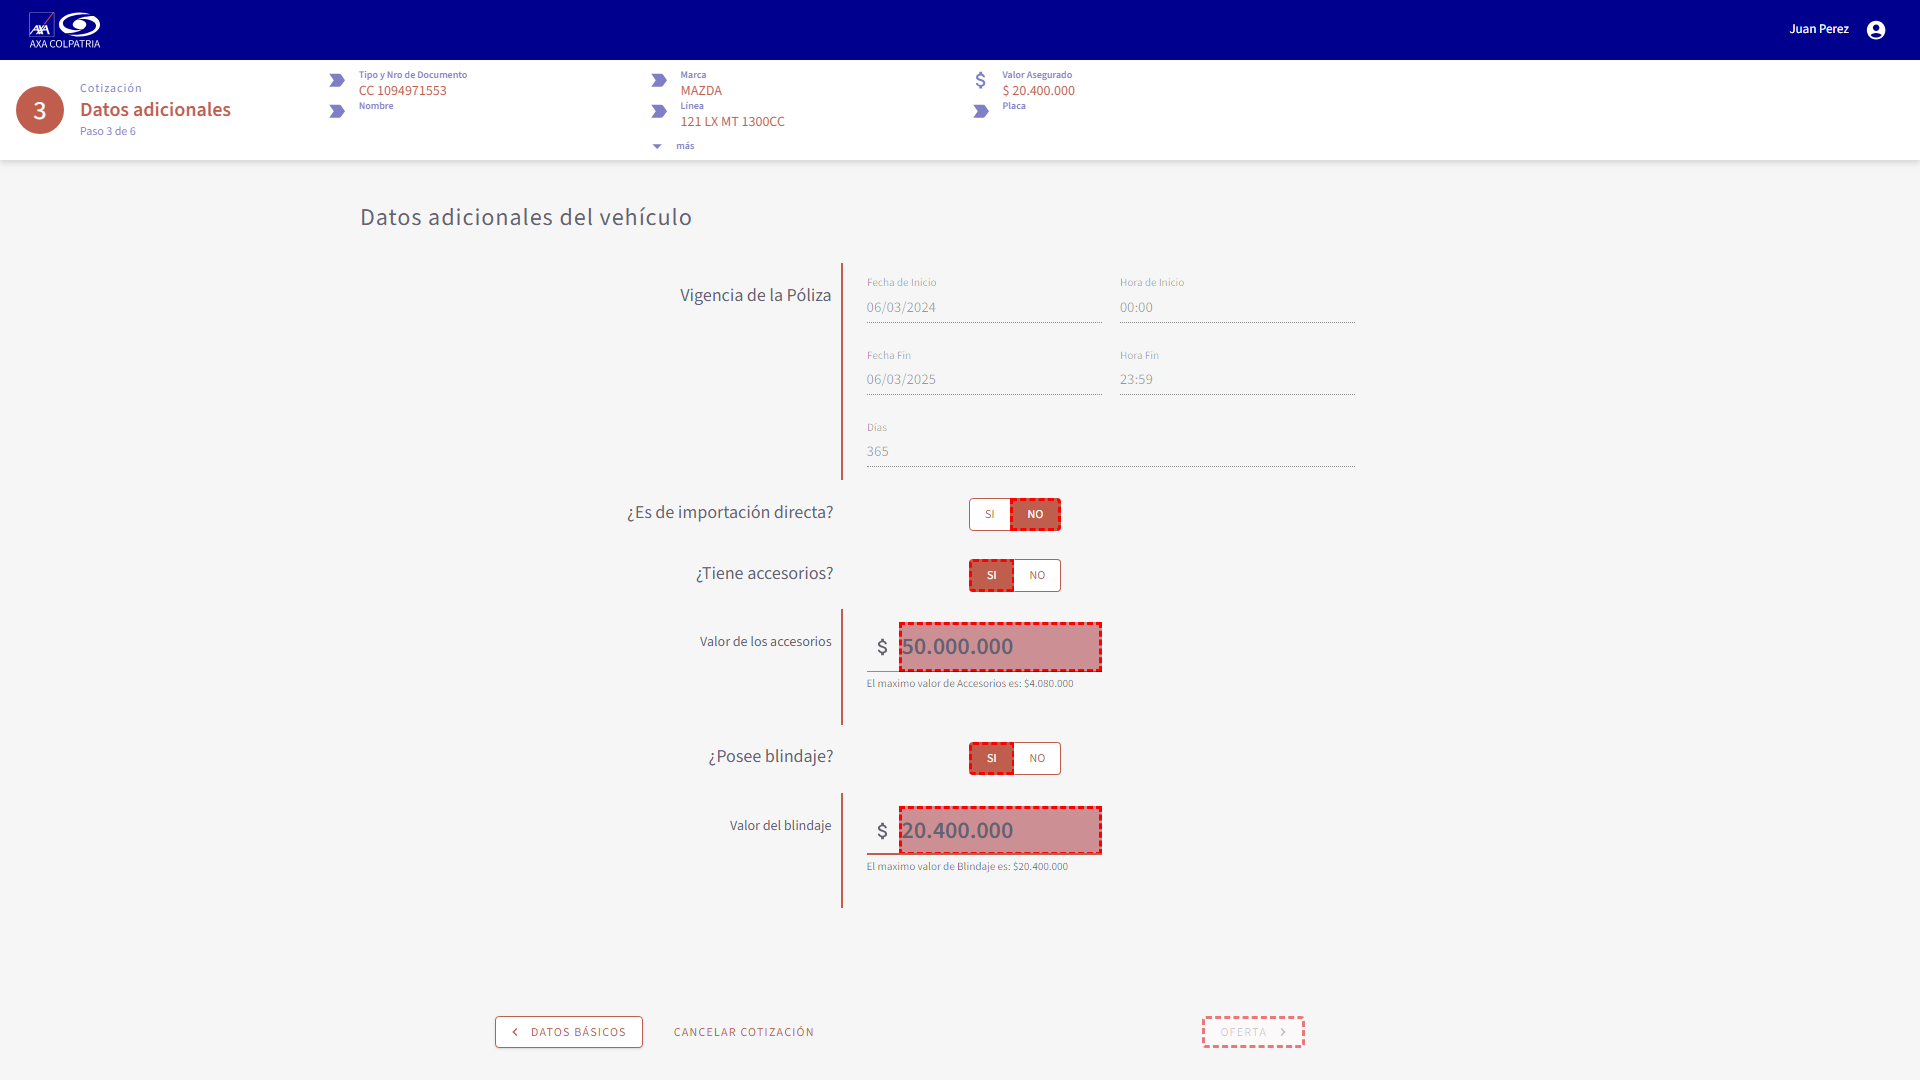 AXA
AXA COLPATRIA
Juan Perez
3
Cotización
Datos adicionales
Paso 3 de 6
Tipo y Nro de Documento
CC 1094971553
Nombre
Marca
MAZDA
Línea
121 LX MT 1300CC
más
$
Valor Asegurado
$ 20.400.000
Placa
Datos adicionales del vehículo
Vigencia de la Póliza
Fecha de Inicio
06/03/2024
Hora de Inicio
00:00
Fecha Fin
06/03/2025
Hora Fin
23:59
Días
365
¿Es de importación directa?
SI NO
¿Tiene accesorios?
SI NO
Valor de los accesorios
$ 50.000.000
El maximo valor de Accesorios es: $4.080.000
¿Posee blindaje?
SI NO
Valor del blindaje
$ 20.400.000
El maximo valor de Blindaje es: $20.400.000
DATOS BÁSICOS
CANCELAR COTIZACIÓN
OFERTA